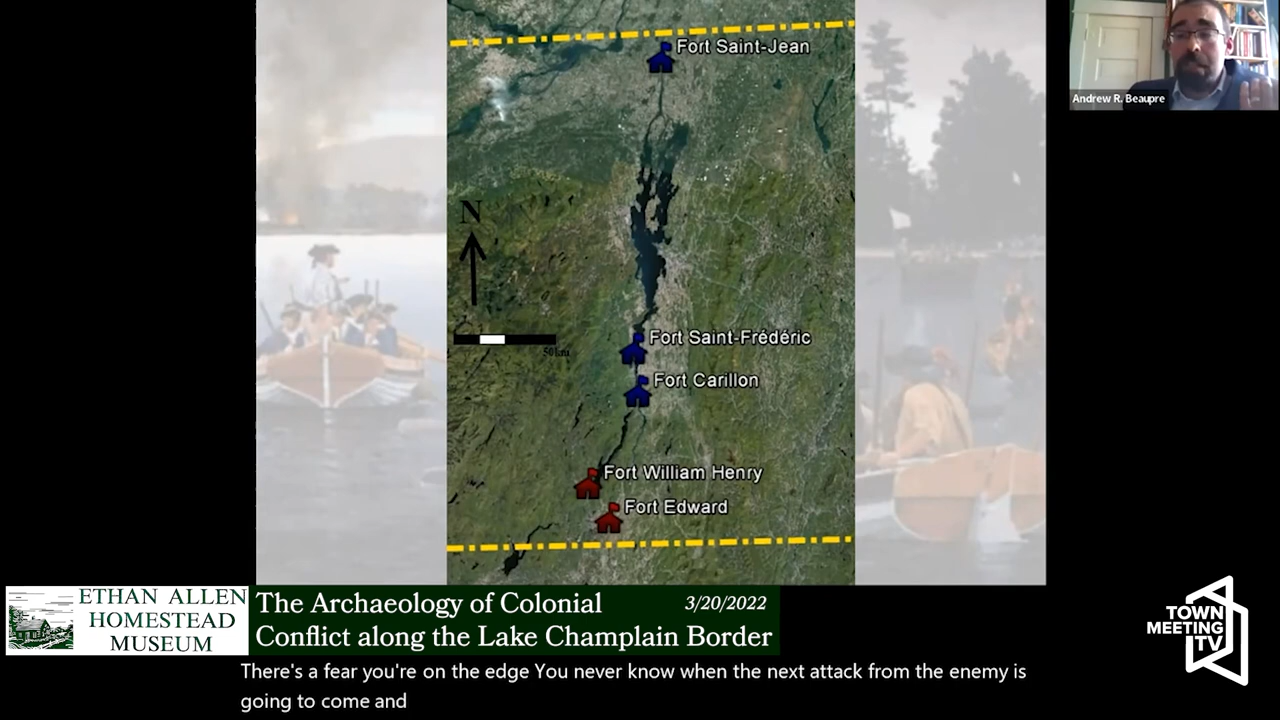 Fort Saint-Jean
Andrew R. Beaupre
N
50km
Fort Saint-Frédéric
Fort Carillon
Fort William Henry
Fort Edward
ETHAN ALLEN
HOMESTEAD
MUSEUM
The Archaeology of Colonial
3/20/2022
Conflict along the Lake Champlain Border
TOWN
MEETING
TV
There's a fear you're on the edge You never know when the next attack from the enemy is
going to come and